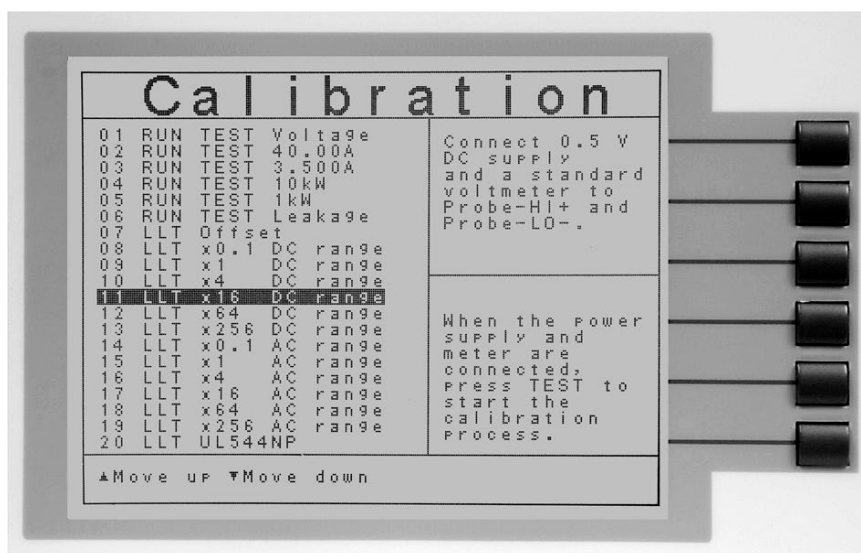 Calibration
01 RUN TEST Voltage
02 RUN TEST 40.00A
03 RUN TEST 3.500A
04 RUN TEST 10kW
05 RUN TEST 1kW
06 RUN TEST Leakage
07 LLT Offset
08 LLT x0.1 DC range
09 LLT x1 DC range
10 LLT x4 DC range
11 LLT x16 DC range
12 LLT x64 DC range
13 LLT x256 DC range
14 LLT x0.1 AC range
15 LLT x1 AC range
16 LLT x4 AC range
17 LLT x16 AC range
18 LLT x64 AC range
19 LLT x256 AC range
20 LLT UL544NP
Connect 0.5 V
DC supply
and a standard
voltmeter to
Probe-HI+ and
Probe-LO-.
When the power
supply and
meter are
connected,
press TEST to
start the
calibration
process.
▲Move up ▼Move down